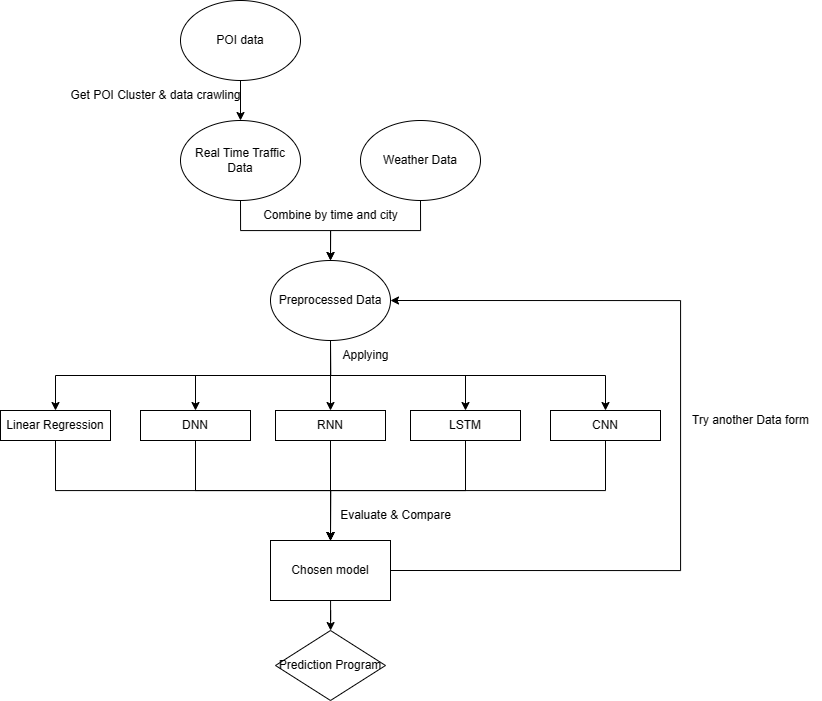 POI data
Get POI Cluster & data crawling
Real Time Traffic
Data
Weather Data
Combine by time and city
Preprocessed Data
Applying
Linear Regression
DNN
RNN
LSTM
CNN
Try another Data form
Evaluate & Compare
Chosen model
Prediction Program